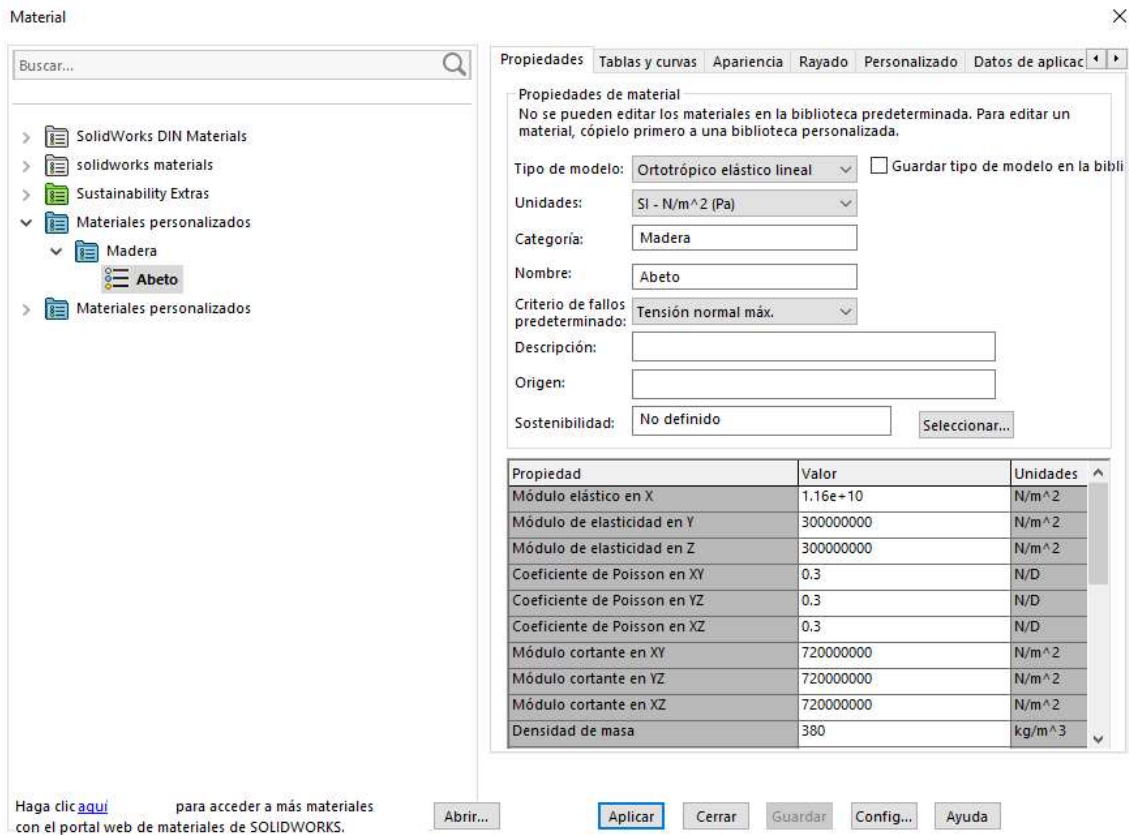 Material
Buscar...
SolidWorks DIN Materials
solidworks materials
Sustainability Extras
Materiales personalizados
Madera
Abeto
Materiales personalizados
Haga clic aquí para acceder a más materiales
con el portal web de materiales de SOLIDWORKS.
Abrir...
Propiedades Tablas y curvas Apariencia Rayado Personalizado Datos de aplicac
Propiedades de material
No se pueden editar los materiales en la biblioteca predeterminada. Para editar un
material, cópielo primero a una biblioteca personalizada.
Tipo de modelo: Ortotrópico elástico lineal Guardar tipo de modelo en la bibli
Unidades: SI - N/m^2 (Pa)
Categoría: Madera
Nombre: Abeto
Criterio de fallos
predeterminado: Tensión normal máx.
Descripción:
Origen:
Sostenibilidad: No definido Seleccionar...
Propiedad Valor Unidades
Módulo elástico en X 1.16e+10 N/m^2
Módulo de elasticidad en Y 300000000 N/m^2
Módulo de elasticidad en Z 300000000 N/m^2
Coeficiente de Poisson en XY 0.3 N/D
Coeficiente de Poisson en YZ 0.3 N/D
Coeficiente de Poisson en XZ 0.3 N/D
Módulo cortante en XY 720000000 N/m^2
Módulo cortante en YZ 720000000 N/m^2
Módulo cortante en XZ 720000000 N/m^2
Densidad de masa 380 kg/m^3
Aplicar Cerrar Guardar Config... Ayuda